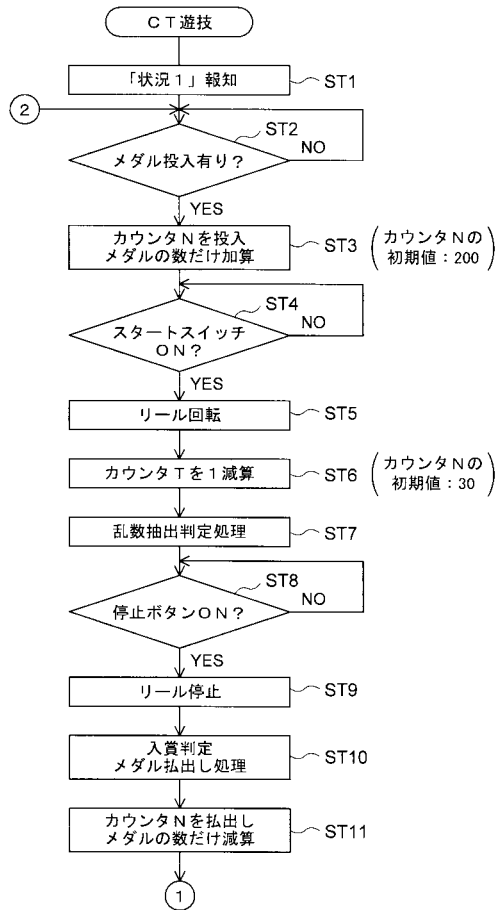 ＣＴ遊技
「状況１」報知
ST1
2
ST2
メダル投入有り？
NO
YES
カウンタＮを投入
メダルの数だけ加算
ST3
カウンタＮの
初期値：200
ST4
スタートスイッチ
ＯＮ？
NO
YES
リール回転
ST5
カウンタＴを１減算
ST6
カウンタＮの
初期値：30
乱数抽出判定処理
ST7
ST8
停止ボタンＯＮ？
NO
YES
リール停止
ST9
入賞判定
メダル払出し処理
ST10
カウンタＮを払出し
メダルの数だけ減算
ST11
1